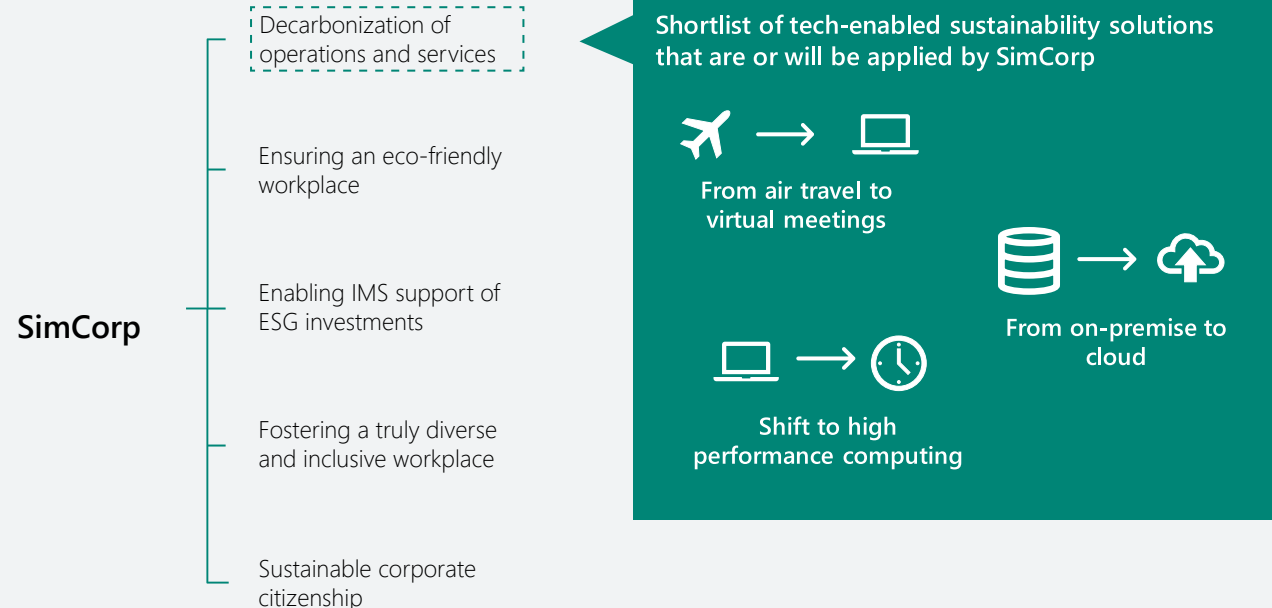 SimCorp
Decarbonization of
operations and services
Ensuring an eco-friendly
workplace
Enabling IMS support of
ESG investments
Fostering a truly diverse
and inclusive workplace
Sustainable corporate
citizenship
Shortlist of tech-enabled sustainability solutions
that are or will be applied by SimCorp
From air travel to
virtual meetings
From on-premise to
cloud
Shift to high
performance computing